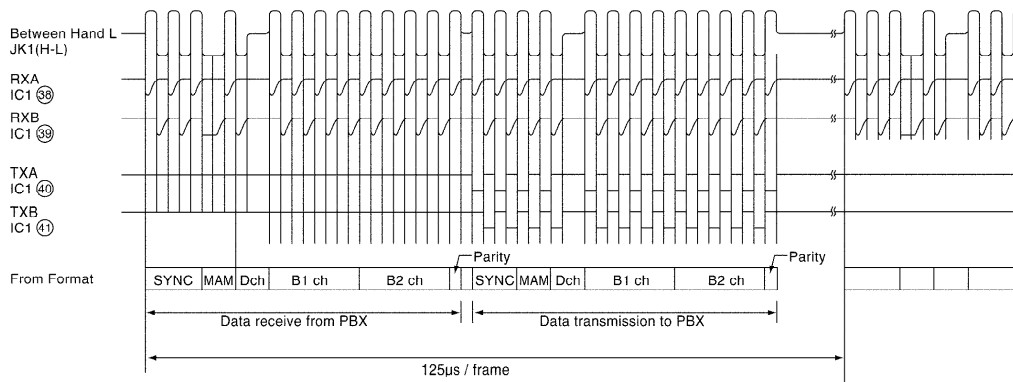 Between Hand L
JK1(H-L)
RXA
IC1 38
RXB
IC1 39
TXA
IC1 40
TXB
IC1 41
Parity
Parity
From Format
SYNC MAM Dch B1 ch B2 ch
SYNC MAM Dch B1 ch B2 ch
Data receive from PBX
Data transmission to PBX
125µs / frame